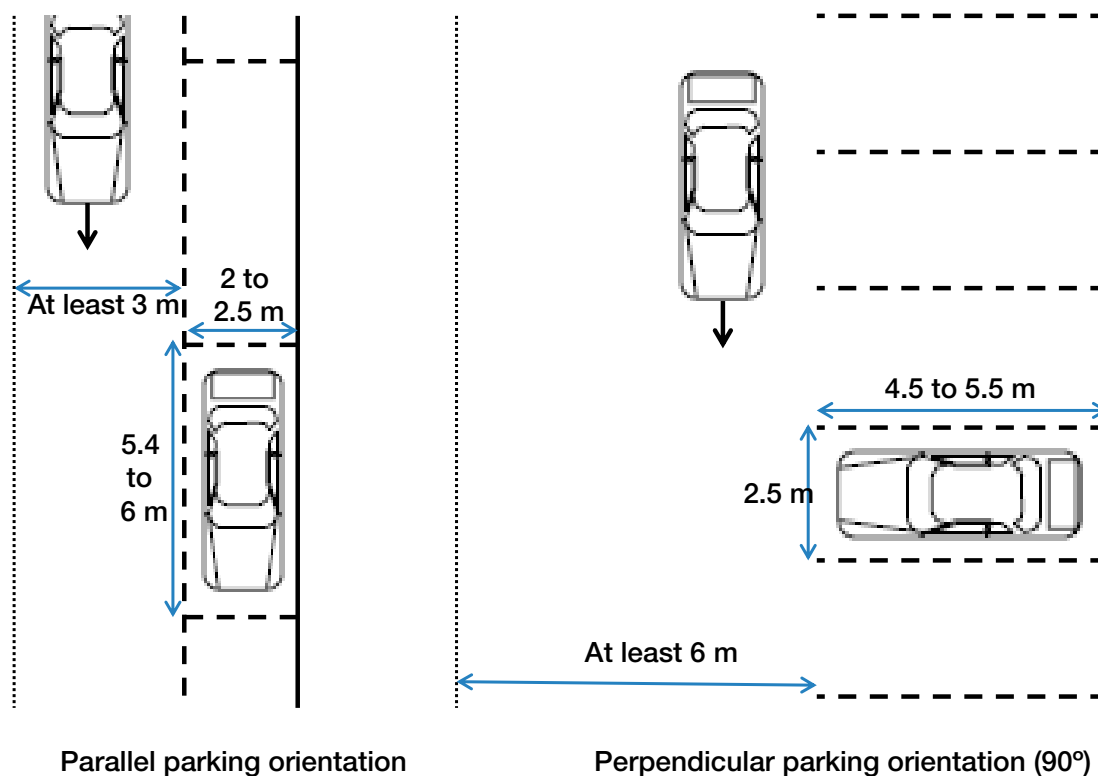 At least 3 m
2 to
2.5 m
5.4
to
6 m
4.5 to 5.5 m
2.5 m
At least 6 m
Parallel parking orientation
Perpendicular parking orientation (90º)